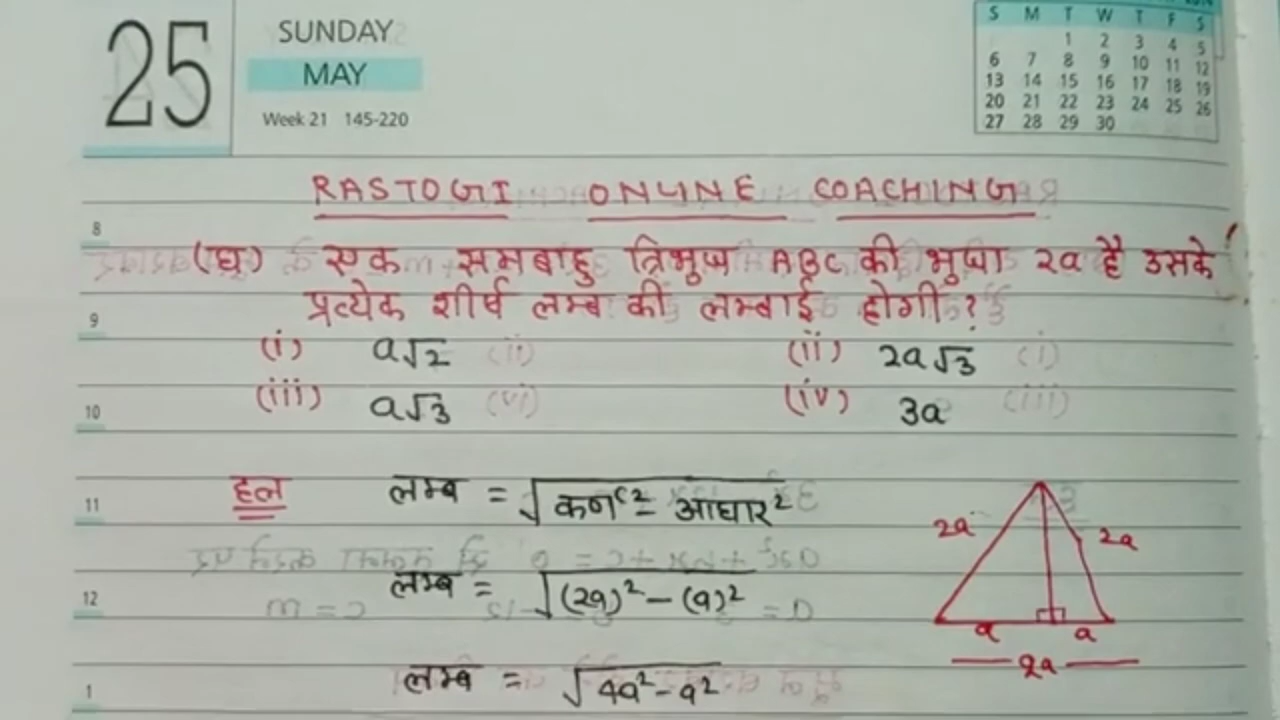 25
SUNDAY
MAY
Week 21 145-220
S M T W T F S
1 2 3 4 5
6 7 8 9 10 11 12
13 14 15 16 17 18 19
20 21 22 23 24 25 26
27 28 29 30
RASTOGI ONLINE COACHING
8
(घ) एक समबाहु त्रिभुज ABC की भुजा 2a है उसके
9
प्रत्येक शीर्ष लम्ब की लम्बाई होगी?
(i) a√2 (ii) 2a√3
10
(iii) a√3 (iv) 3a
11
हल लम्ब = √कर्ण² - आधार²
2a 2a
12
लम्ब = √(2a)² - (a)²
a a
2a
1
लम्ब = √4a² - a²